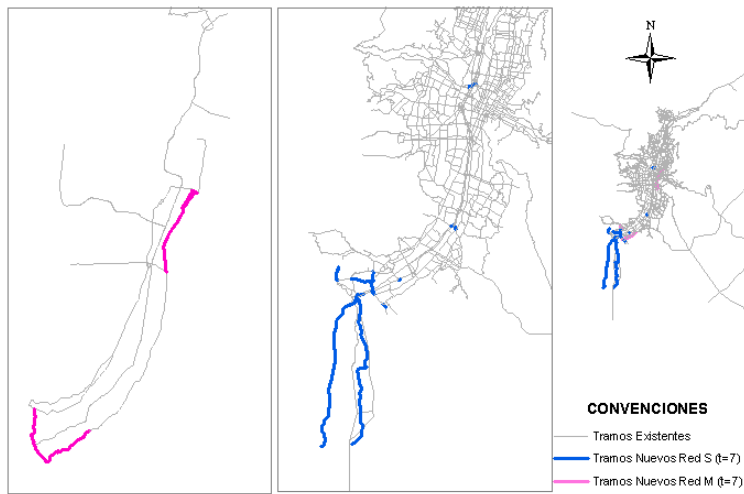 N
CONVENCIONES
Tramos Existentes
Tramos Nuevos Red S (t=7)
Tramos Nuevos Red M (t=7)